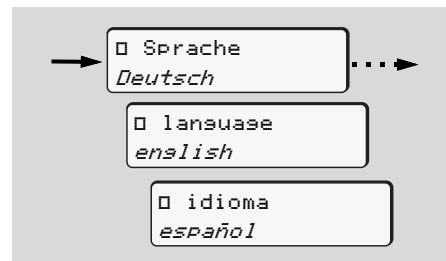 ▯ Sprache
Deutsch
▯ language
english
▯ idioma
español